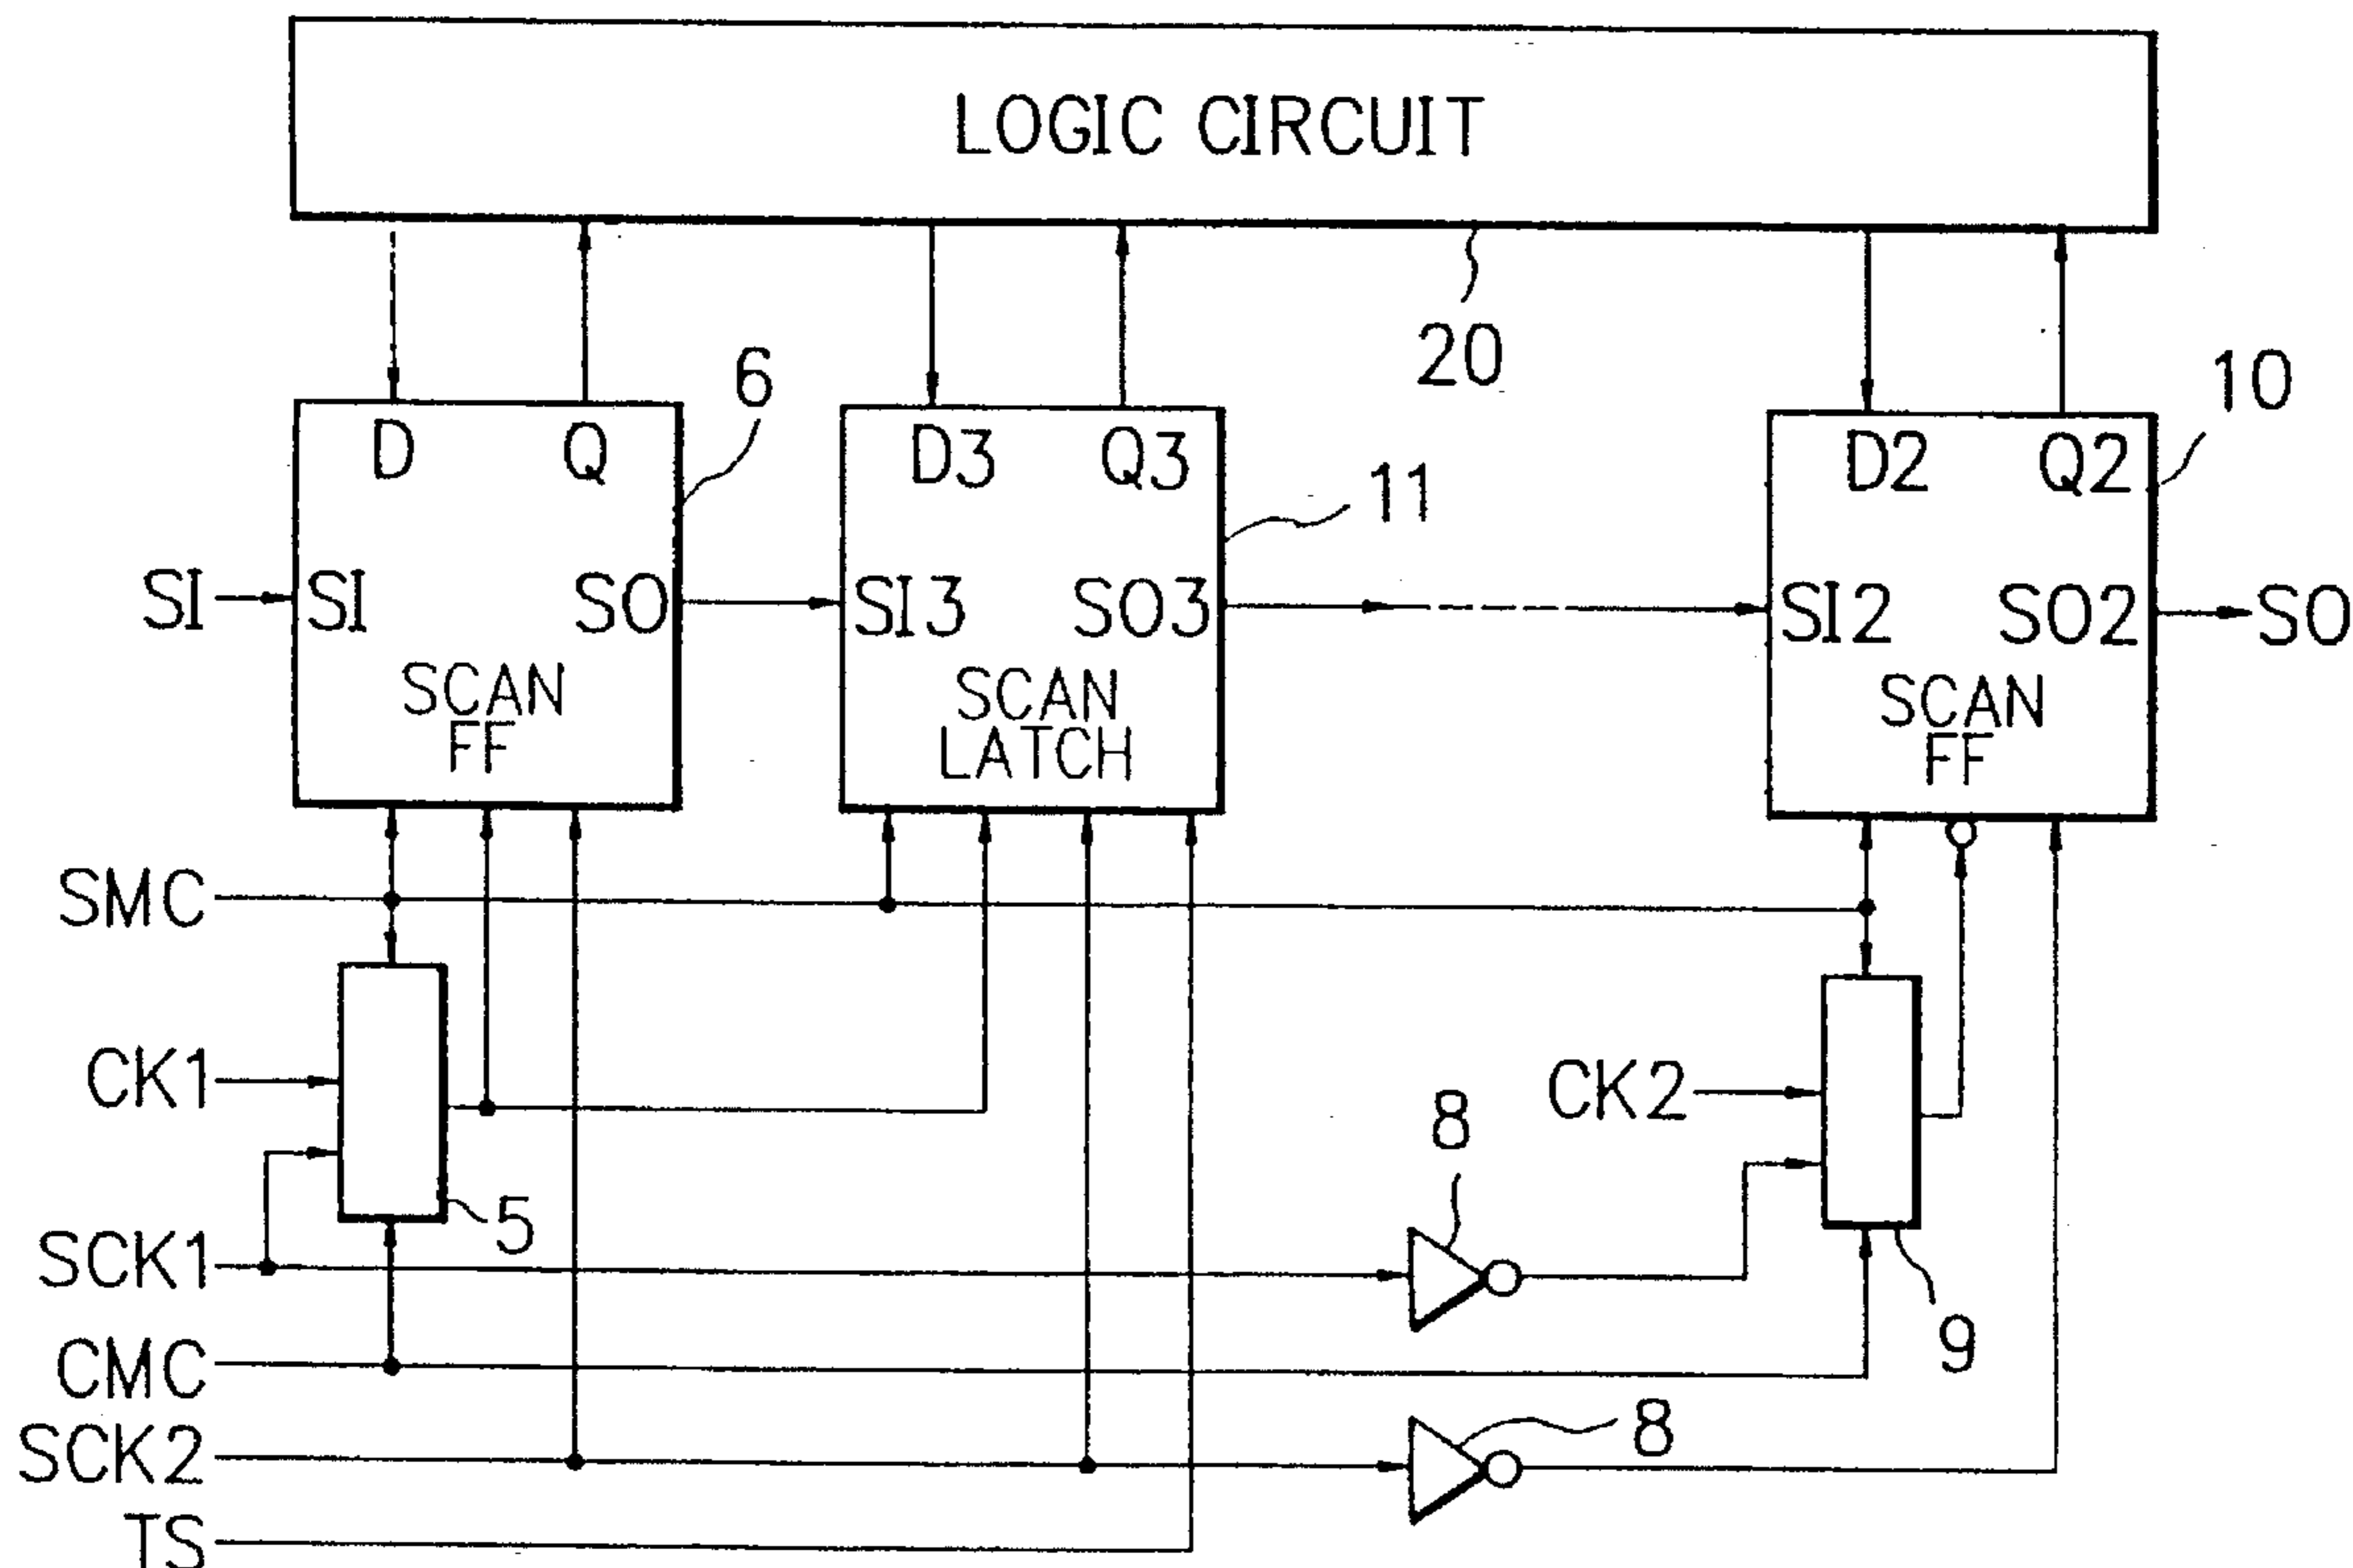 LOGIC CIRCUIT
20
6
10
D Q
D3 Q3
D2 Q2
11
SI
SI SO
SI3 SO3
SI2 SO2
SO
SCAN
FF
SCAN
LATCH
SCAN
FF
SMC
CK1
CK2
8
5
SCK1
9
CMC
8
SCK2
TS